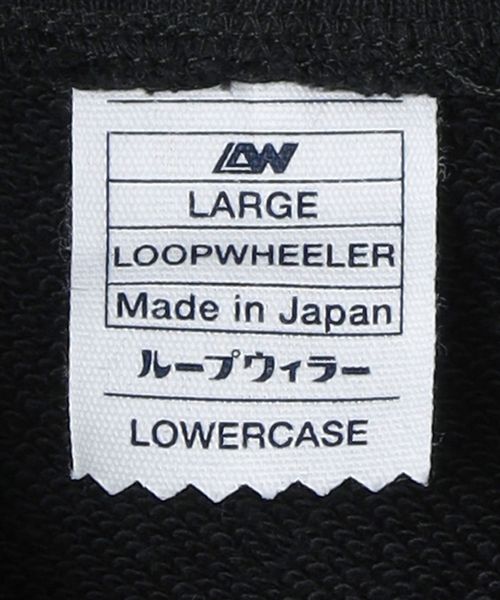 LW
LARGE
LOOPWHEELER
Made in Japan
ループウィラー
LOWERCASE